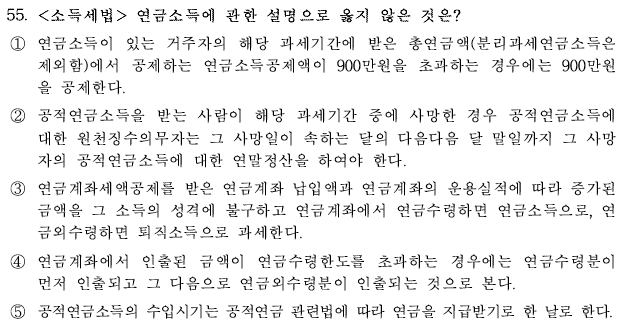 55. <소득세법> 연금소득에 관한 설명으로 옳지 않은 것은?
① 연금소득이 있는 거주자의 해당 과세기간에 받은 총연금액(분리과세연금소득은
제외함)에서 공제하는 연금소득공제액이 900만원을 초과하는 경우에는 900만원
을 공제한다.
② 공적연금소득을 받는 사람이 해당 과세기간 중에 사망한 경우 공적연금소득에
대한 원천징수의무자는 그 사망일이 속하는 달의 다음다음 달 말일까지 그 사망
자의 공적연금소득에 대한 연말정산을 하여야 한다.
③ 연금계좌세액공제를 받은 연금계좌 납입액과 연금계좌의 운용실적에 따라 증가된
금액을 그 소득의 성격에 불구하고 연금계좌에서 연금수령하면 연금소득으로, 연
금외수령하면 퇴직소득으로 과세한다.
④ 연금계좌에서 인출된 금액이 연금수령한도를 초과하는 경우에는 연금수령분이
먼저 인출되고 그 다음으로 연금외수령분이 인출되는 것으로 본다.
⑤ 공적연금소득의 수입시기는 공적연금 관련법에 따라 연금을 지급받기로 한 날로 한다.